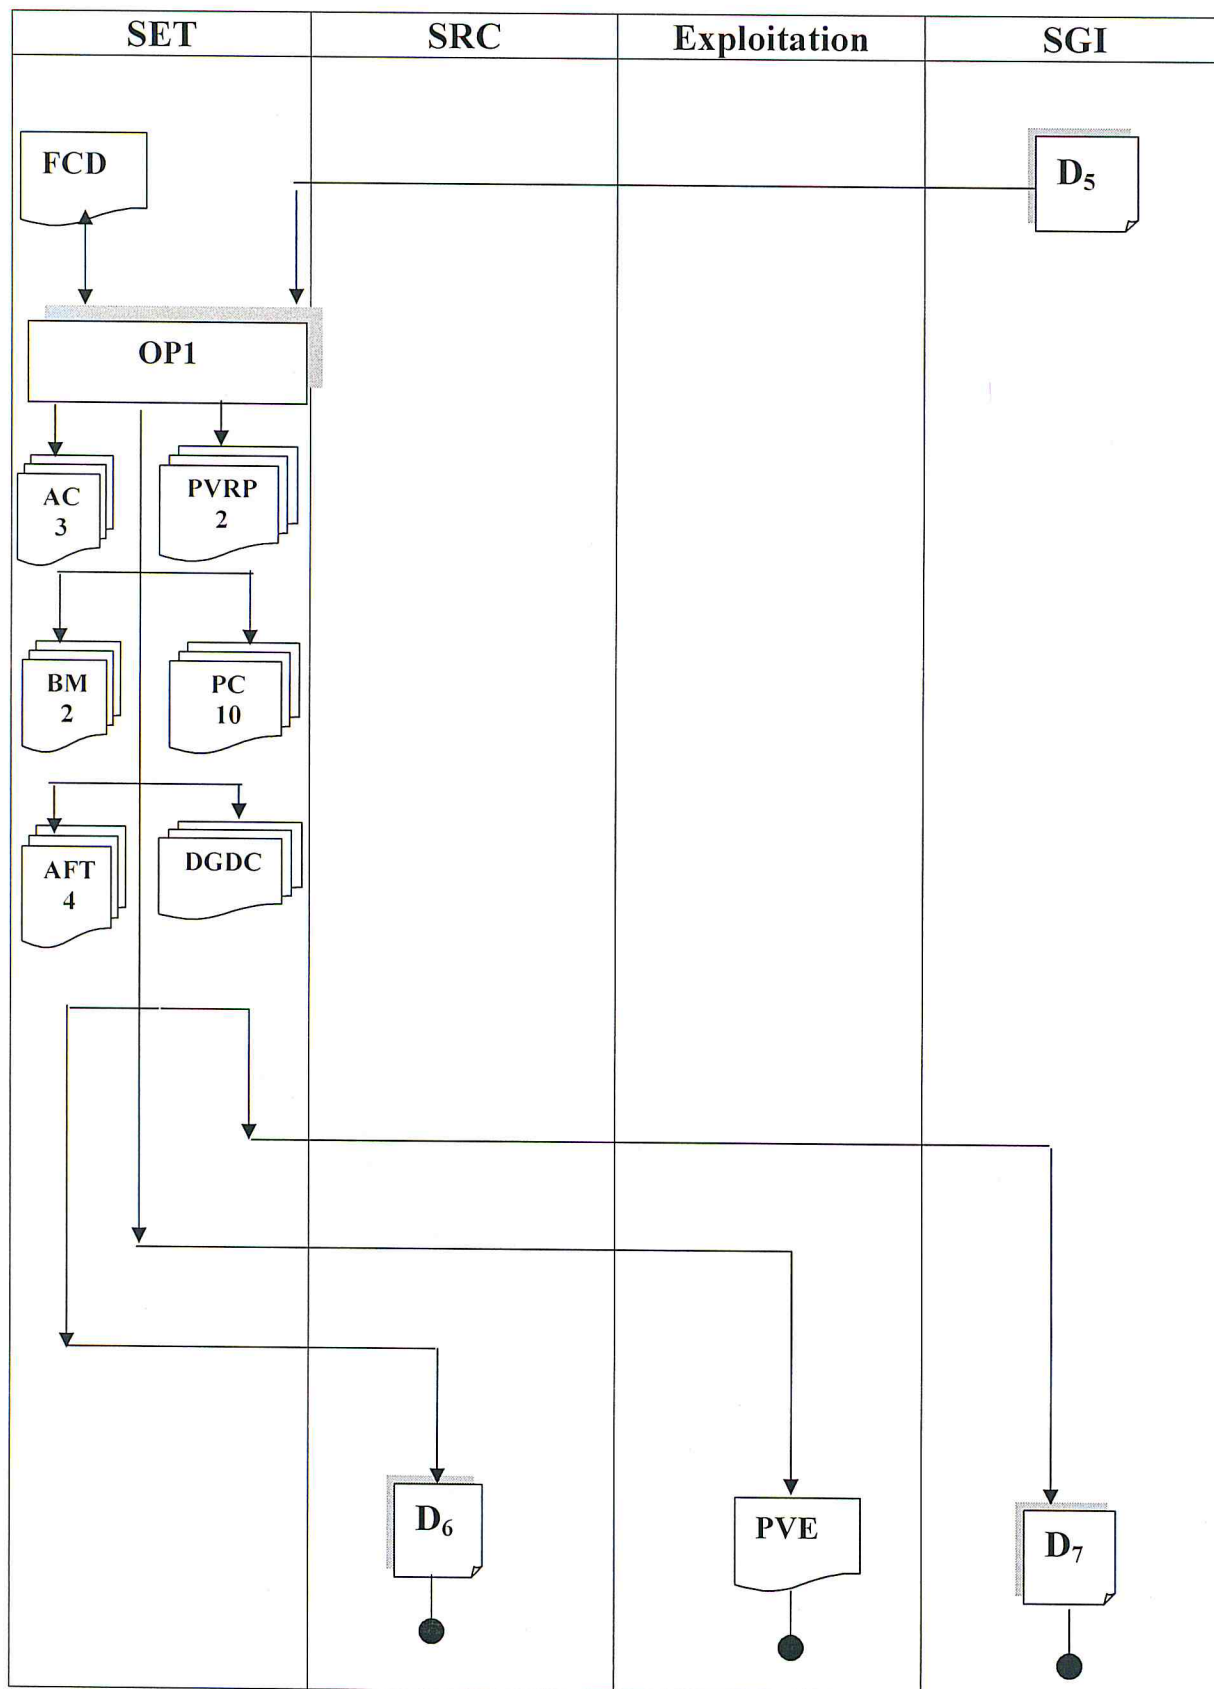 SET SRC Exploitation SGI
FCD
D5
OP1
AC
3
PVRP
2
BM
2
PC
10
AFT
4
DGDC
D6
PVE
D7